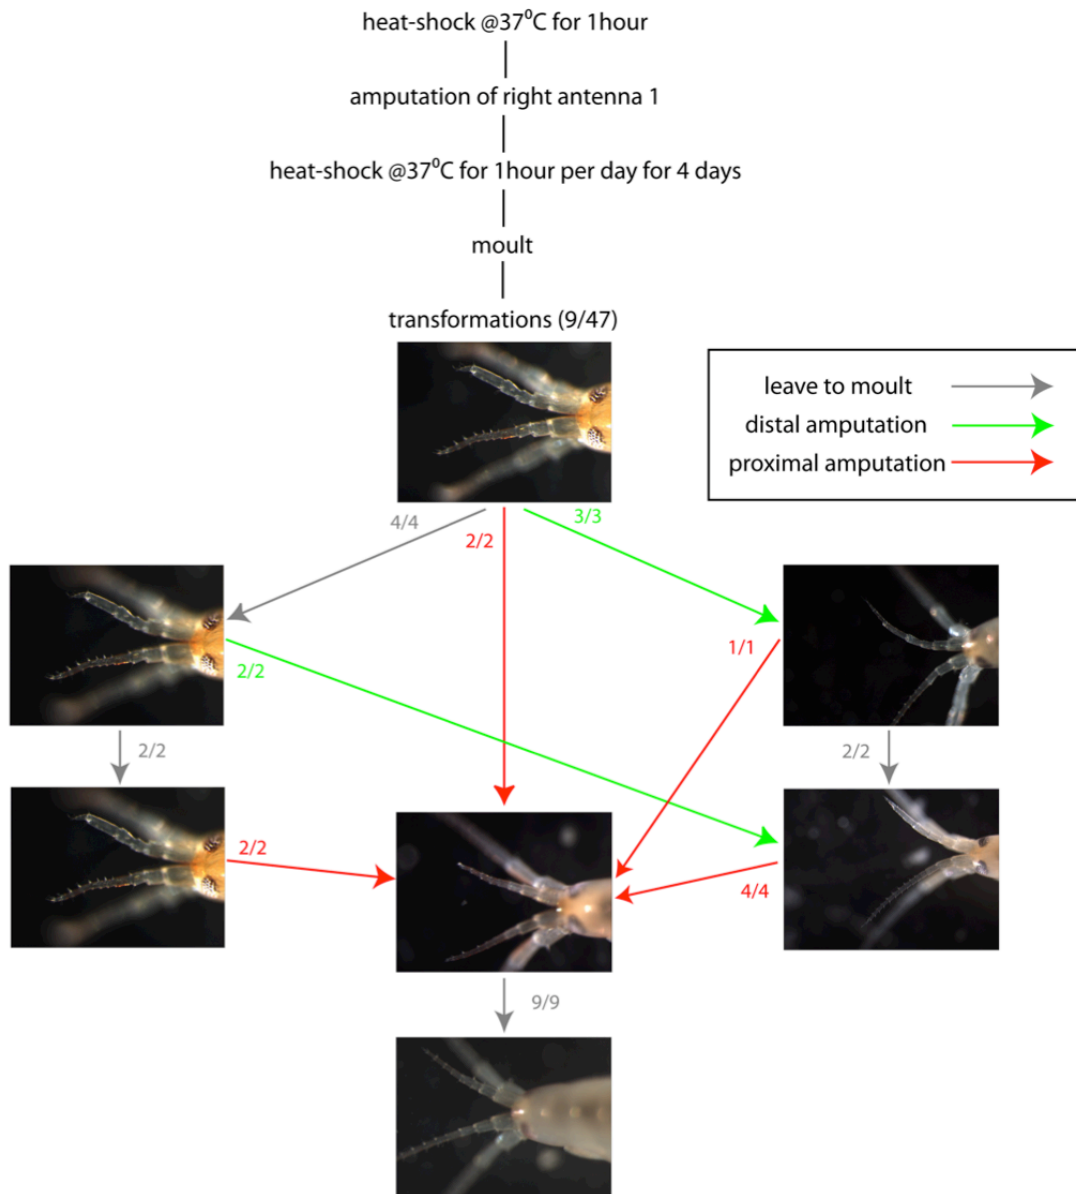 heat-shock @37⁰C for 1hour
amputation of right antenna 1
heat-shock @37⁰C for 1hour per day for 4 days
moult
transformations (9/47)
leave to moult
distal amputation
proximal amputation
4/4
2/2
3/3
2/2
1/1
2/2
2/2
2/2
4/4
9/9